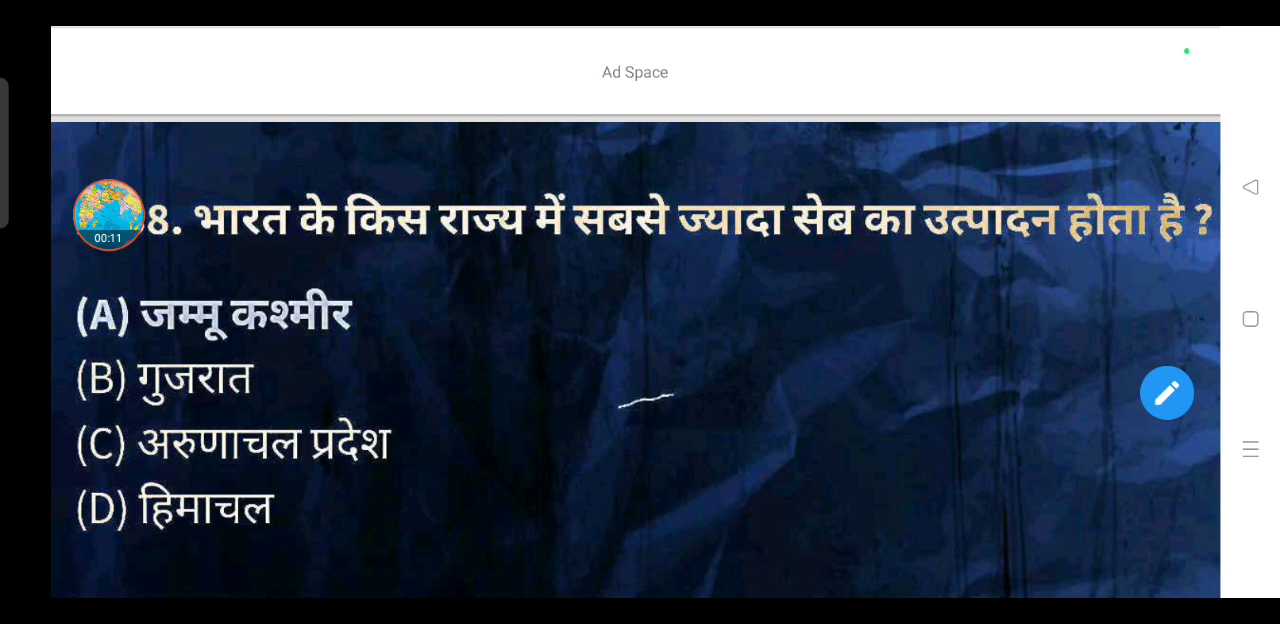 Ad Space
8. भारत के किस राज्य में सबसे ज्यादा सेब का उत्पादन होता है ?
00:11
(A) जम्मू कश्मीर
(B) गुजरात
(C) अरुणाचल प्रदेश
(D) हिमाचल